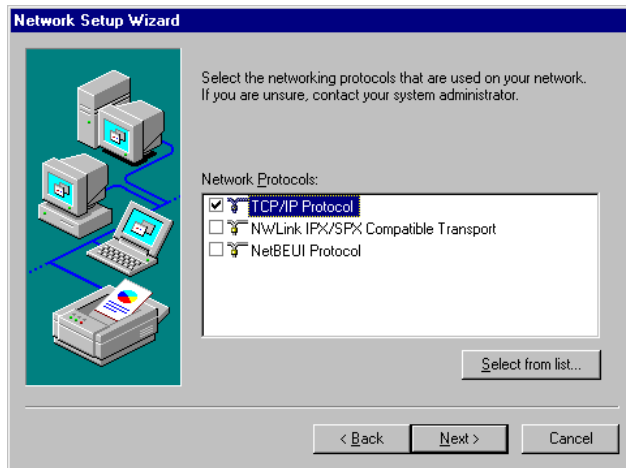 Network Setup Wizard
Select the networking protocols that are used on your network.
If you are unsure, contact your system administrator.
Network Protocols:
TCP/IP Protocol
NWLink IPX/SPX Compatible Transport
NetBEUI Protocol
Select from list...
< Back
Next >
Cancel